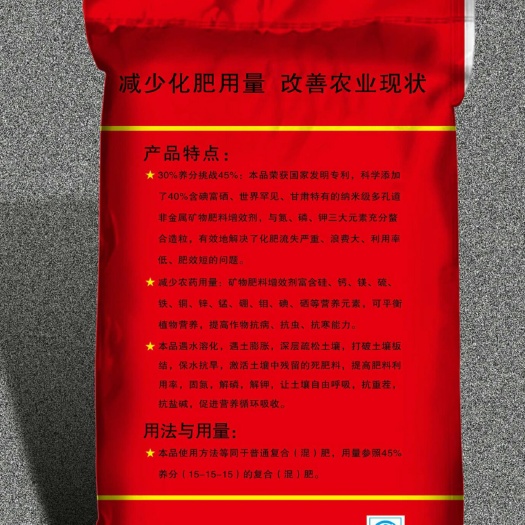 减少化肥用量 改善农业现状
产品特点：
★30%养分挑战45%：本品荣获国家发明专利，科学添加
了40%含碘富硒、世界罕见、甘肃特有的纳米级多孔道
非金属矿物肥料增效剂，与氮、磷、钾三大元素充分螯
合造粒，有效地解决了化肥流失严重、浪费大、利用率
低、肥效短的问题。
★减少农药用量：矿物肥料增效剂富含硅、钙、镁、硫、
铁、铜、锌、锰、硼、钼、碘、硒等营养元素，可平衡
植物营养，提高作物抗病、抗虫、抗寒能力。
★本品遇水溶化，遇土膨胀，深层疏松土壤，打破土壤板
结，保水抗旱，激活土壤中残留的死肥料，提高肥料利
用率，固氮，解磷，解钾，让土壤自由呼吸，抗重茬，
抗盐碱、促进营养循环吸收。
用法与用量：
★本品使用方法等同于普通复合（混）肥，用量参照45%
养分（15-15-15）的复合（混）肥。